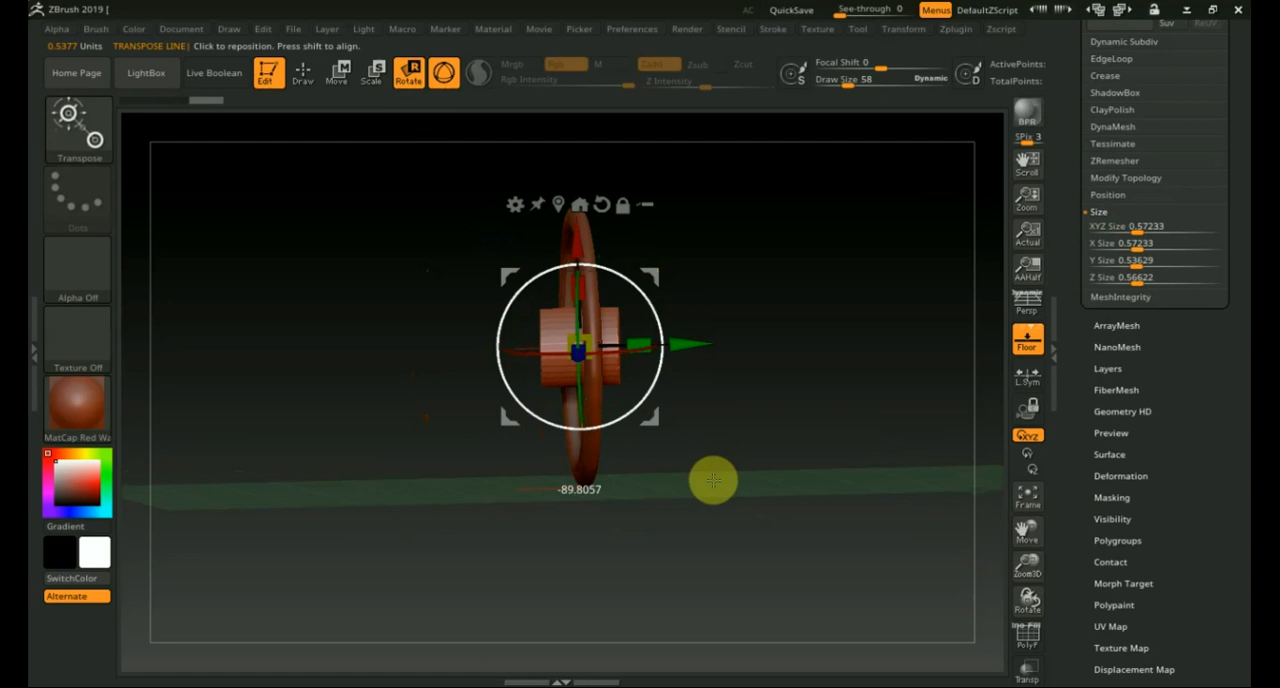 ZBrush 2019 [
AC QuickSave See-through 0 Menus DefaultZScript
Alpha Brush Color Document Draw Edit File Layer Light Macro Marker Material Movie Picker Preferences Render Stencil Stroke Texture Tool Transform Zplugin Zscript
0.5377 Units TRANSPOSE LINE| Click to reposition. Press shift to align.
Home Page LightBox Live Boolean Edit Draw Move Scale Rotate
Mrgb Rgb M Zadd Zsub Zcut
Rgb Intensity Z Intensity
Focal Shift 0
Draw Size 58 Dynamic
ActivePoints:
TotalPoints:
Transpose
Dots
Alpha Off
Texture Off
MatCap Red Wa
Gradient
SwitchColor
Alternate
-89.8057
BPR
SPix 3
Scroll
Zoom
Actual
AAHalf
Dynamic
Persp
Floor
L.Sym
XYZ
Frame
Move
Zoom3D
Rotate
PolyF
Transp
Suv ReUV
Dynamic Subdiv
EdgeLoop
Crease
ShadowBox
ClayPolish
DynaMesh
Tessimate
ZRemesher
Modify Topology
Position
Size
XYZ Size 0.57233
X Size 0.57233
Y Size 0.53629
Z Size 0.56622
MeshIntegrity
ArrayMesh
NanoMesh
Layers
FiberMesh
Geometry HD
Preview
Surface
Deformation
Masking
Visibility
Polygroups
Contact
Morph Target
Polypaint
UV Map
Texture Map
Displacement Map